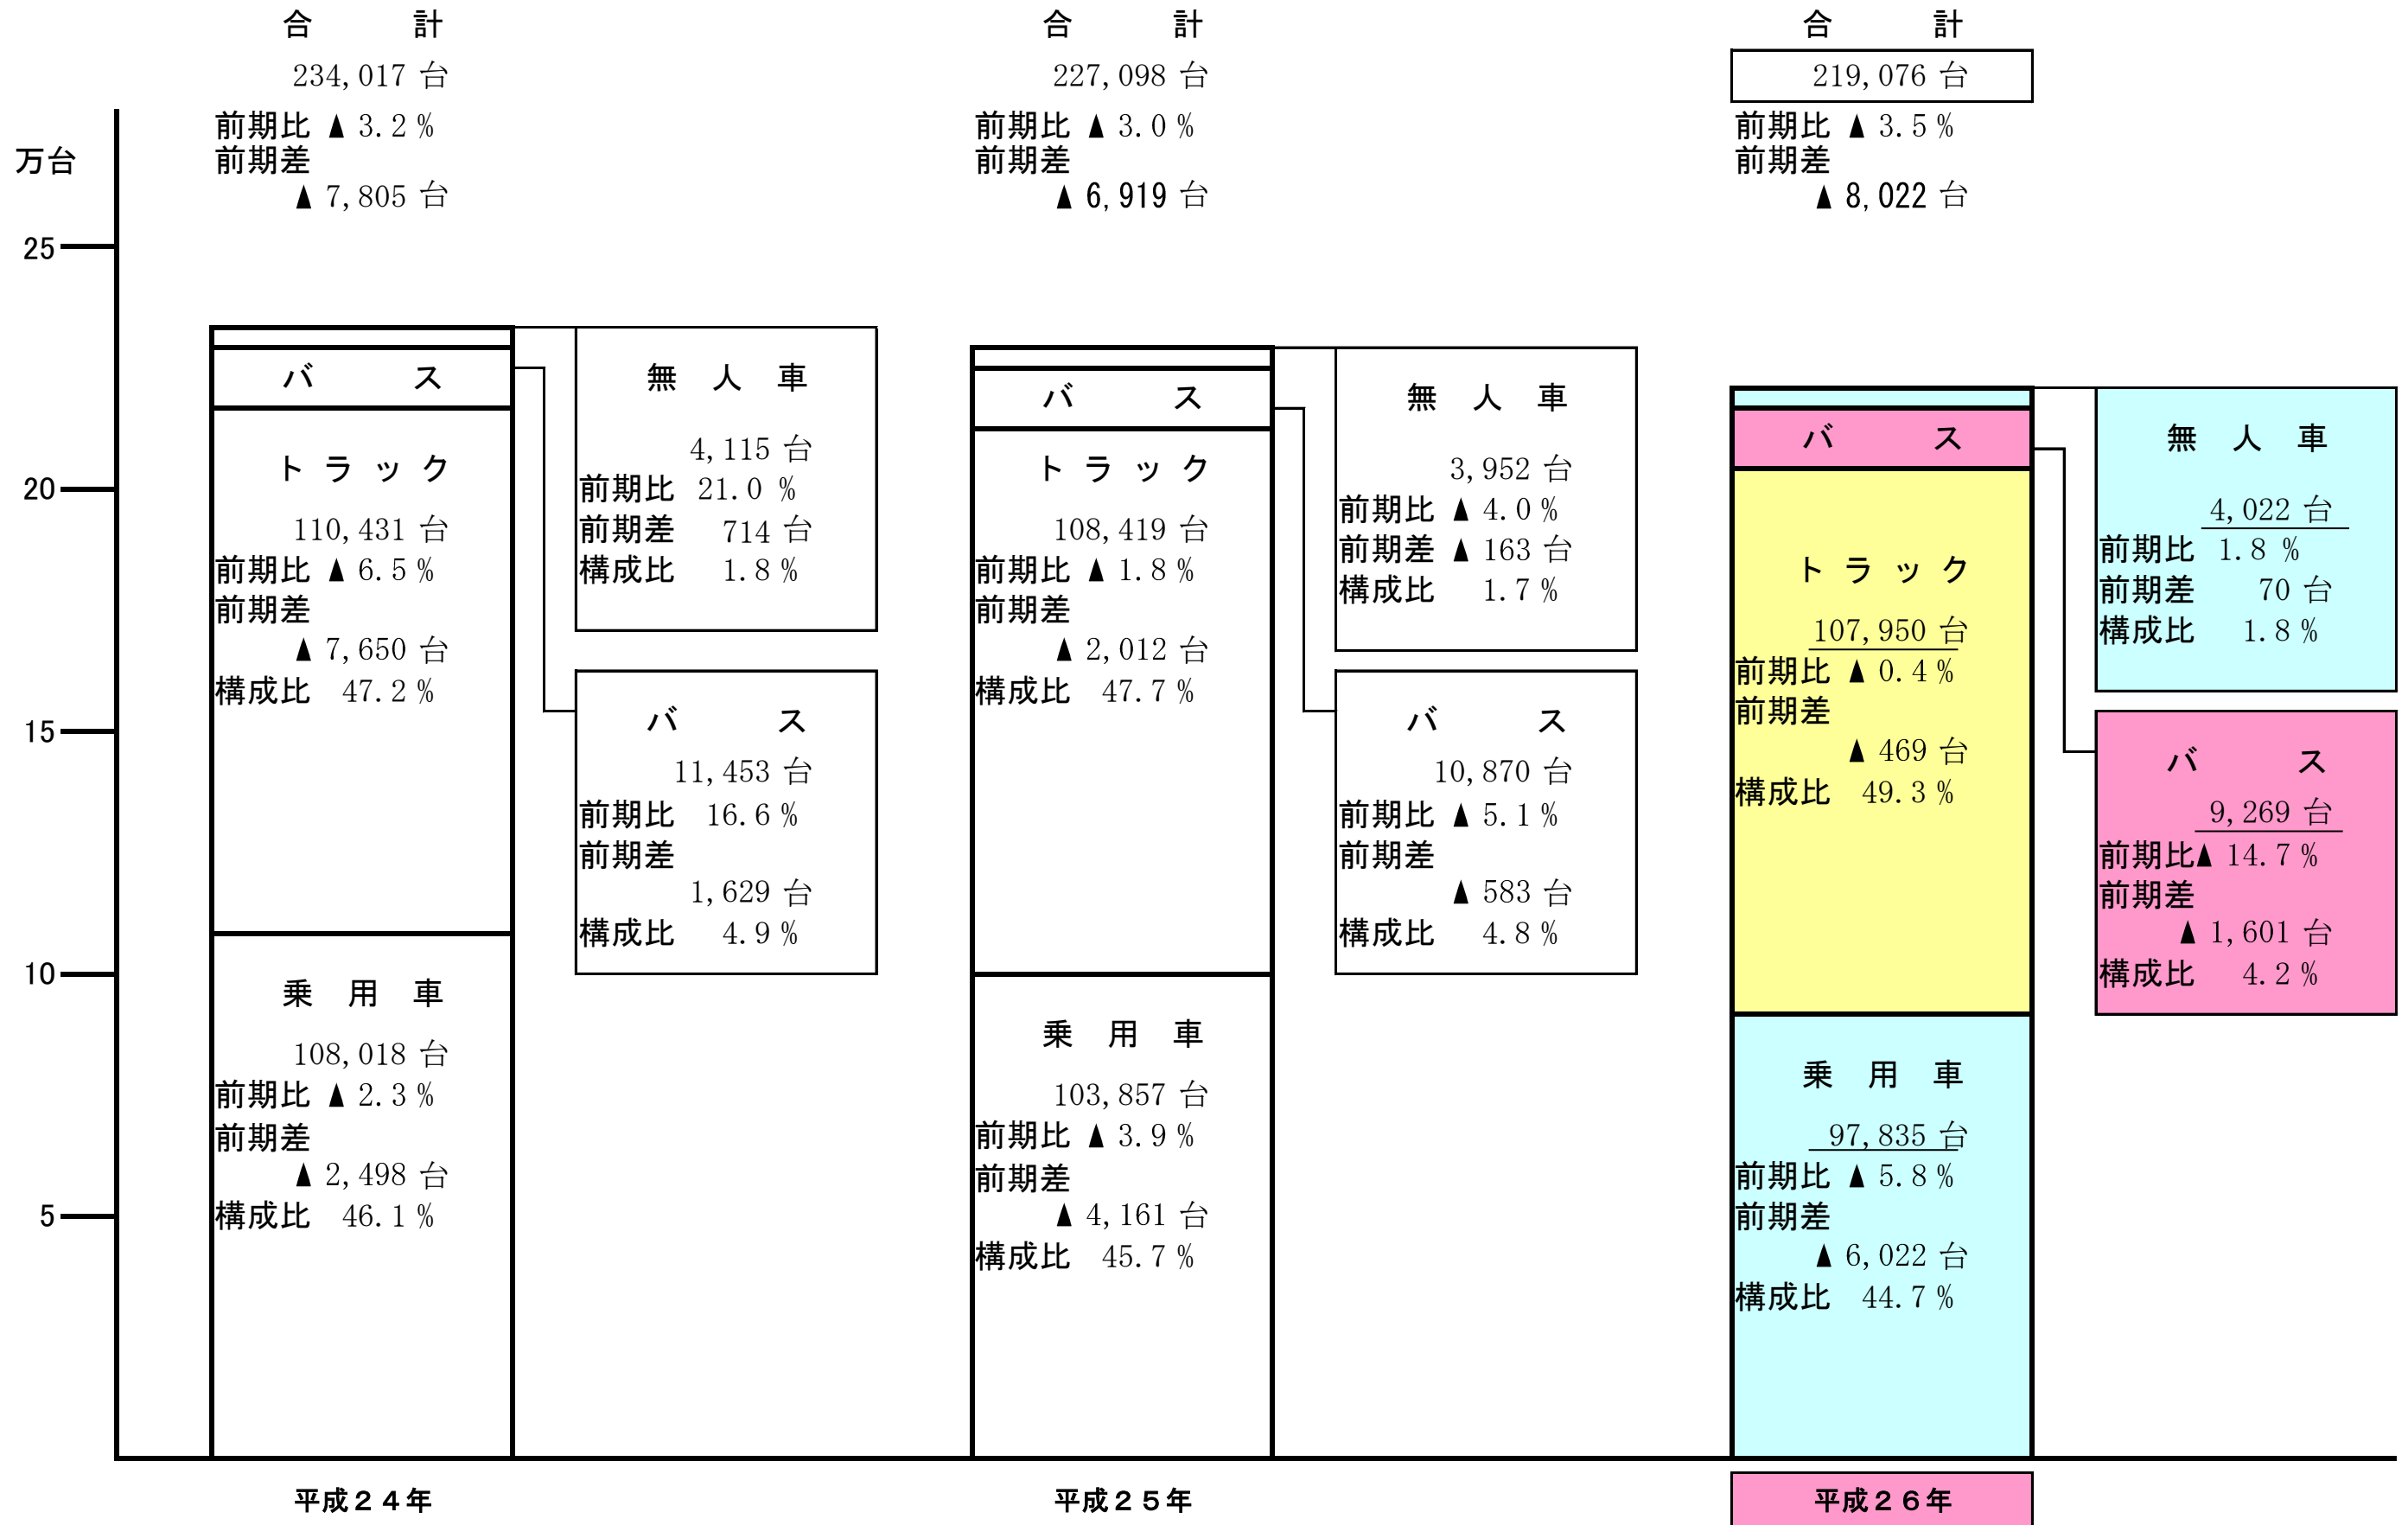 合計
234,017 台
前期比 ▲ 3.2 %
前期差
▲ 7,805 台
合計
227,098 台
前期比 ▲ 3.0 %
前期差
▲ 6,919 台
合計
219,076 台
前期比 ▲ 3.5 %
前期差
▲ 8,022 台
万台
25
20
15
10
5
バス
トラック
110,431 台
前期比 ▲ 6.5 %
前期差
▲ 7,650 台
構成比 47.2 %
乗用車
108,018 台
前期比 ▲ 2.3 %
前期差
▲ 2,498 台
構成比 46.1 %
無人車
4,115 台
前期比 21.0 %
前期差 714 台
構成比 1.8 %
バス
11,453 台
前期比 16.6 %
前期差
1,629 台
構成比 4.9 %
バス
トラック
108,419 台
前期比 ▲ 1.8 %
前期差
▲ 2,012 台
構成比 47.7 %
乗用車
103,857 台
前期比 ▲ 3.9 %
前期差
▲ 4,161 台
構成比 45.7 %
無人車
3,952 台
前期比 ▲ 4.0 %
前期差 ▲ 163 台
構成比 1.7 %
バス
10,870 台
前期比 ▲ 5.1 %
前期差
▲ 583 台
構成比 4.8 %
バス
トラック
107,950 台
前期比 ▲ 0.4 %
前期差
▲ 469 台
構成比 49.3 %
乗用車
97,835 台
前期比 ▲ 5.8 %
前期差
▲ 6,022 台
構成比 44.7 %
無人車
4,022 台
前期比 1.8 %
前期差 70 台
構成比 1.8 %
バス
9,269 台
前期比▲ 14.7 %
前期差
▲ 1,601 台
構成比 4.2 %
平成２４年
平成２５年
平成２６年